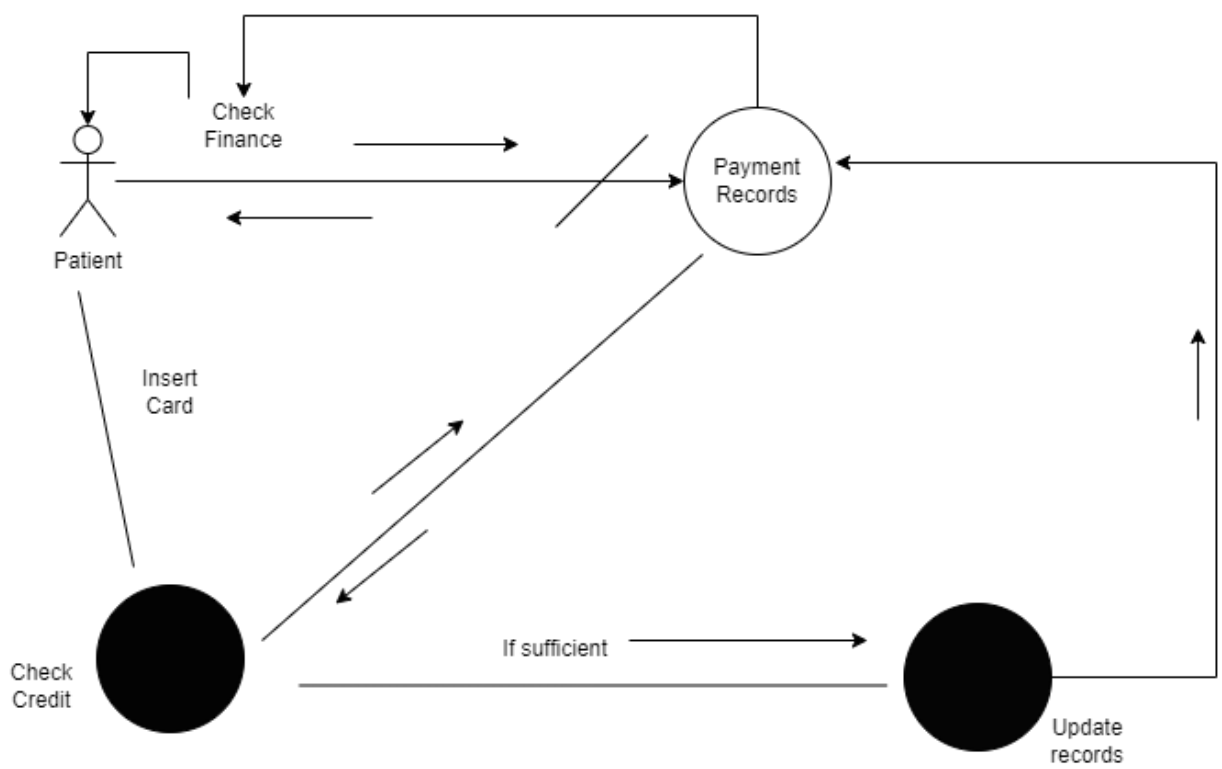 Check
Finance
Payment
Records
Patient
Insert
Card
If sufficient
Check
Credit
Update
records